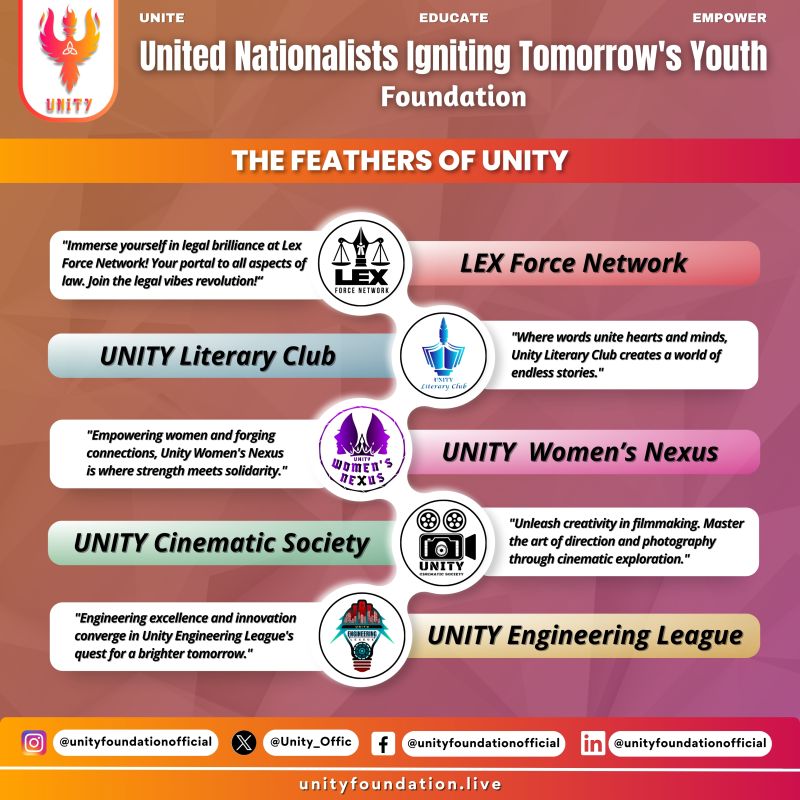 UNITE
EDUCATE
EMPOWER
UNITY
United Nationalists Igniting Tomorrow's Youth
Foundation
THE FEATHERS OF UNITY
"Immerse yourself in legal brilliance at Lex
Force Network! Your portal to all aspects of
law. Join the legal vibes revolution!"
LEX
FORCE NETWORK
LEX Force Network
UNITY Literary Club
UNITY
Literary Club
"Where words unite hearts and minds,
Unity Literary Club creates a world of
endless stories."
"Empowering women and forging
connections, Unity Women's Nexus
is where strength meets solidarity."
UNITY
WOMEN'S
NEXUS
UNITY Women's Nexus
UNITY Cinematic Society
UNITY
CINEMATIC SOCIETY
"Unleash creativity in filmmaking. Master
the art of direction and photography
through cinematic exploration."
"Engineering excellence and innovation
converge in Unity Engineering League's
quest for a brighter tomorrow."
UNITY
ENGINEERING
LEAGUE
UNITY Engineering League
@unityfoundationofficial
@Unity_Offic
@unityfoundationofficial
@unityfoundationofficial
unityfoundation.live